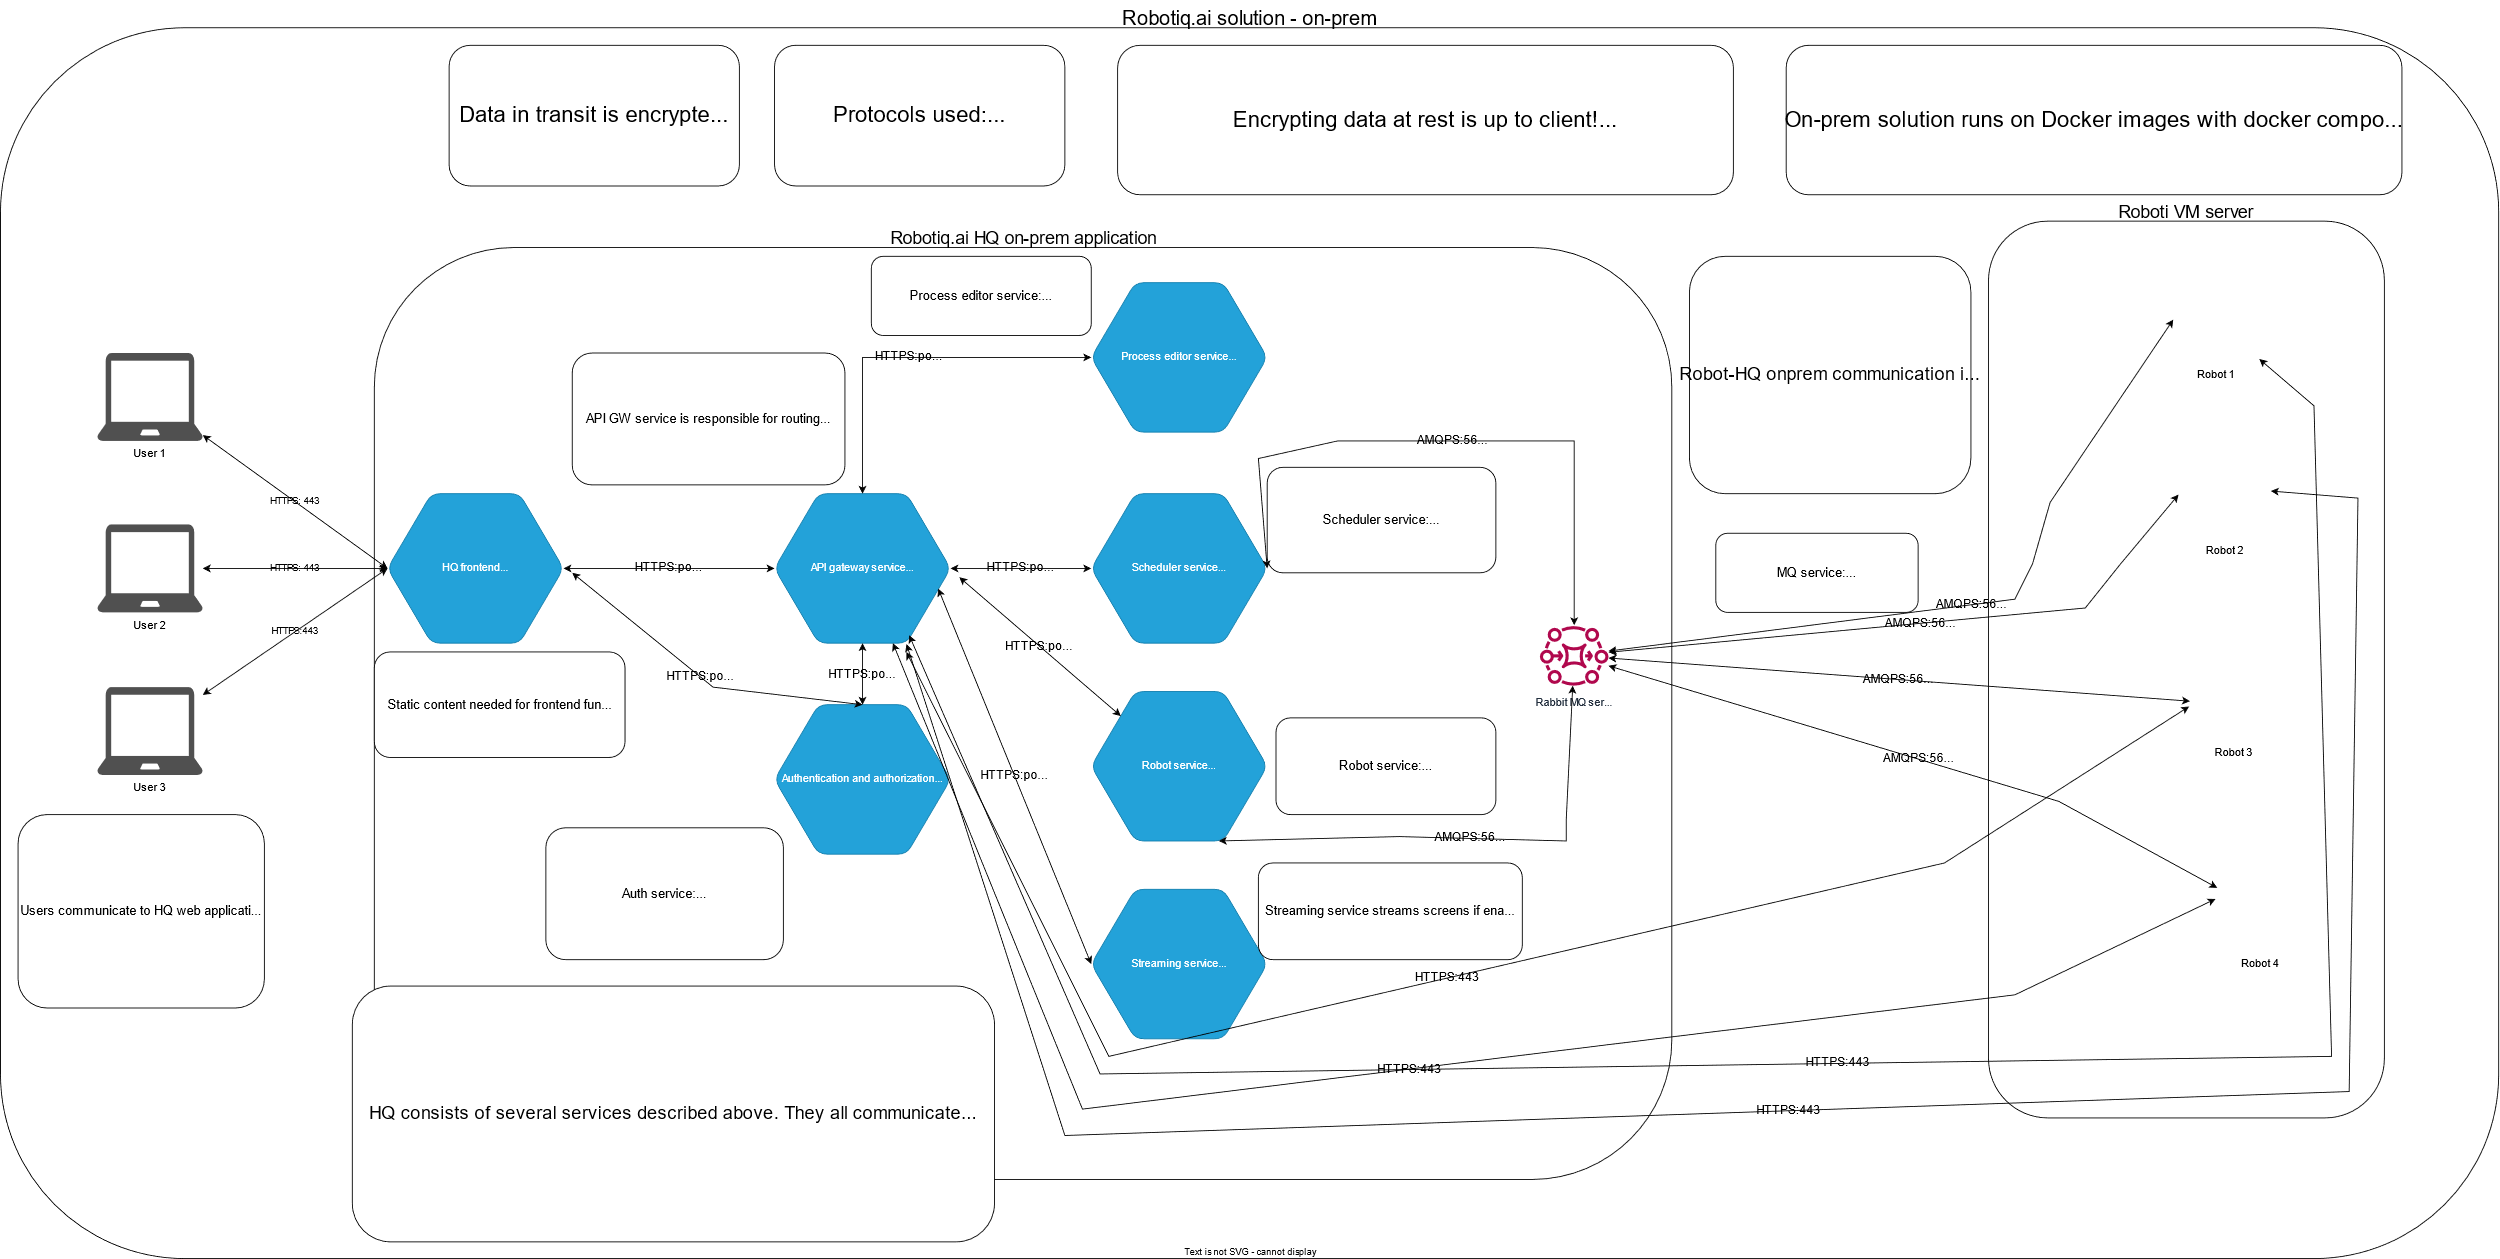 Robotiq.ai solution - on-prem
Data in transit is encrypte...
Protocols used:...
Encrypting data at rest is up to client!...
On-prem solution runs on Docker images with docker compo...
Roboti VM server
Robotiq.ai HQ on-prem application
Process editor service:...
Process editor service...
HTTPS:po...
API GW service is responsible for routing...
Robot-HQ onprem communication i...
Robot 1
User 1
AMQPS:56...
HTTPS: 443
Scheduler service:...
Robot 2
HQ frontend...
HTTPS:po...
API gateway service...
HTTPS:po...
Scheduler service...
HTTPS: 443
MQ service:...
User 2
HTTPS:443
AMQPS:56...
AMQPS:56...
HTTPS:po...
HTTPS:po...
HTTPS:po...
AMQPS:56...
Rabbit MQ ser...
Static content needed for frontend fun...
Robot 3
AMQPS:56...
User 3
Authentication and authorization...
HTTPS:po...
Robot service...
Robot service:...
AMQPS:56...
Auth service:...
Users communicate to HQ web applicati...
Streaming service streams screens if ena...
Streaming service...
Robot 4
HTTPS:443
HTTPS:443
HTTPS:443
HTTPS:443
HQ consists of several services described above. They all communicate...
Text is not SVG - cannot display